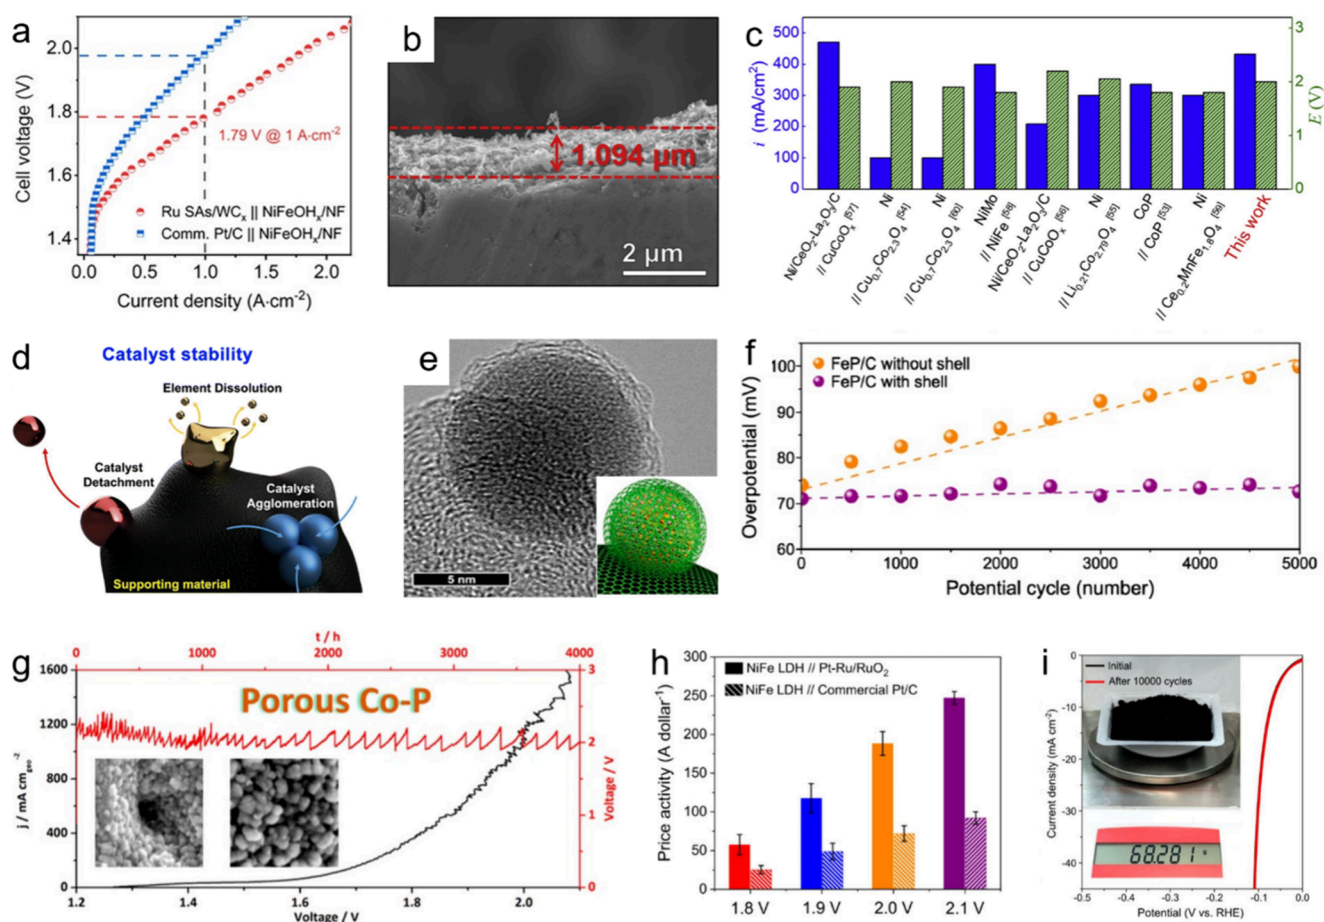 a
2.0
1.8
1.6
1.4
Cell voltage (V)
1.79 V @ 1 A·cm⁻²
Ru SAs/WCₓ || NiFeOHₓ/NF
Comm. Pt/C || NiFeOHₓ/NF
0.0 0.5 1.0 1.5 2.0
Current density (A·cm⁻²)
b
1.094 μm
2 μm
c
500
400
300
200
100
0
i (mA/cm²)
3
2
1
0
E (V)
Ni/CeO₂-La₂O₃/C
// CuCoOₓ [57]
Ni
// Cu₀.₇Co₂.₃O₄ [54]
Ni
// Cu₀.₇Co₂.₃O₄ [60]
NiMo
// NiFe [58]
Ni/CeO₂-La₂O₃/C
// CuCoOₓ [56]
Ni
// Li₀.₂₁Co₂.₇₉O₄ [55]
CoP
// CoP [53]
Ni
// Ce₀.₂MnFe₁.₈O₄ [59]
This work
d
Catalyst stability
Element Dissolution
Catalyst
Detachment
Catalyst
Agglomeration
Supporting material
e
5 nm
f
100
90
80
70
60
Overpotential (mV)
FeP/C without shell
FeP/C with shell
0 1000 2000 3000 4000 5000
Potential cycle (number)
g
t / h
0 1000 2000 3000 4000
1600
1200
800
400
0
j / mA cm_geo⁻²
Porous Co-P
3
2
1
0
Voltage / V
1.2 1.4 1.6 1.8 2.0
Voltage / V
h
300
250
200
150
100
50
0
Price activity (A dollar⁻¹)
NiFe LDH // Pt-Ru/RuO₂
NiFe LDH // Commercial Pt/C
1.8 V 1.9 V 2.0 V 2.1 V
i
0
-10
-20
-30
-40
Current density (mA cm⁻²)
Initial
After 10000 cycles
68.281
-0.5 -0.4 -0.3 -0.2 -0.1 0.0
Potential (V vs. RHE)